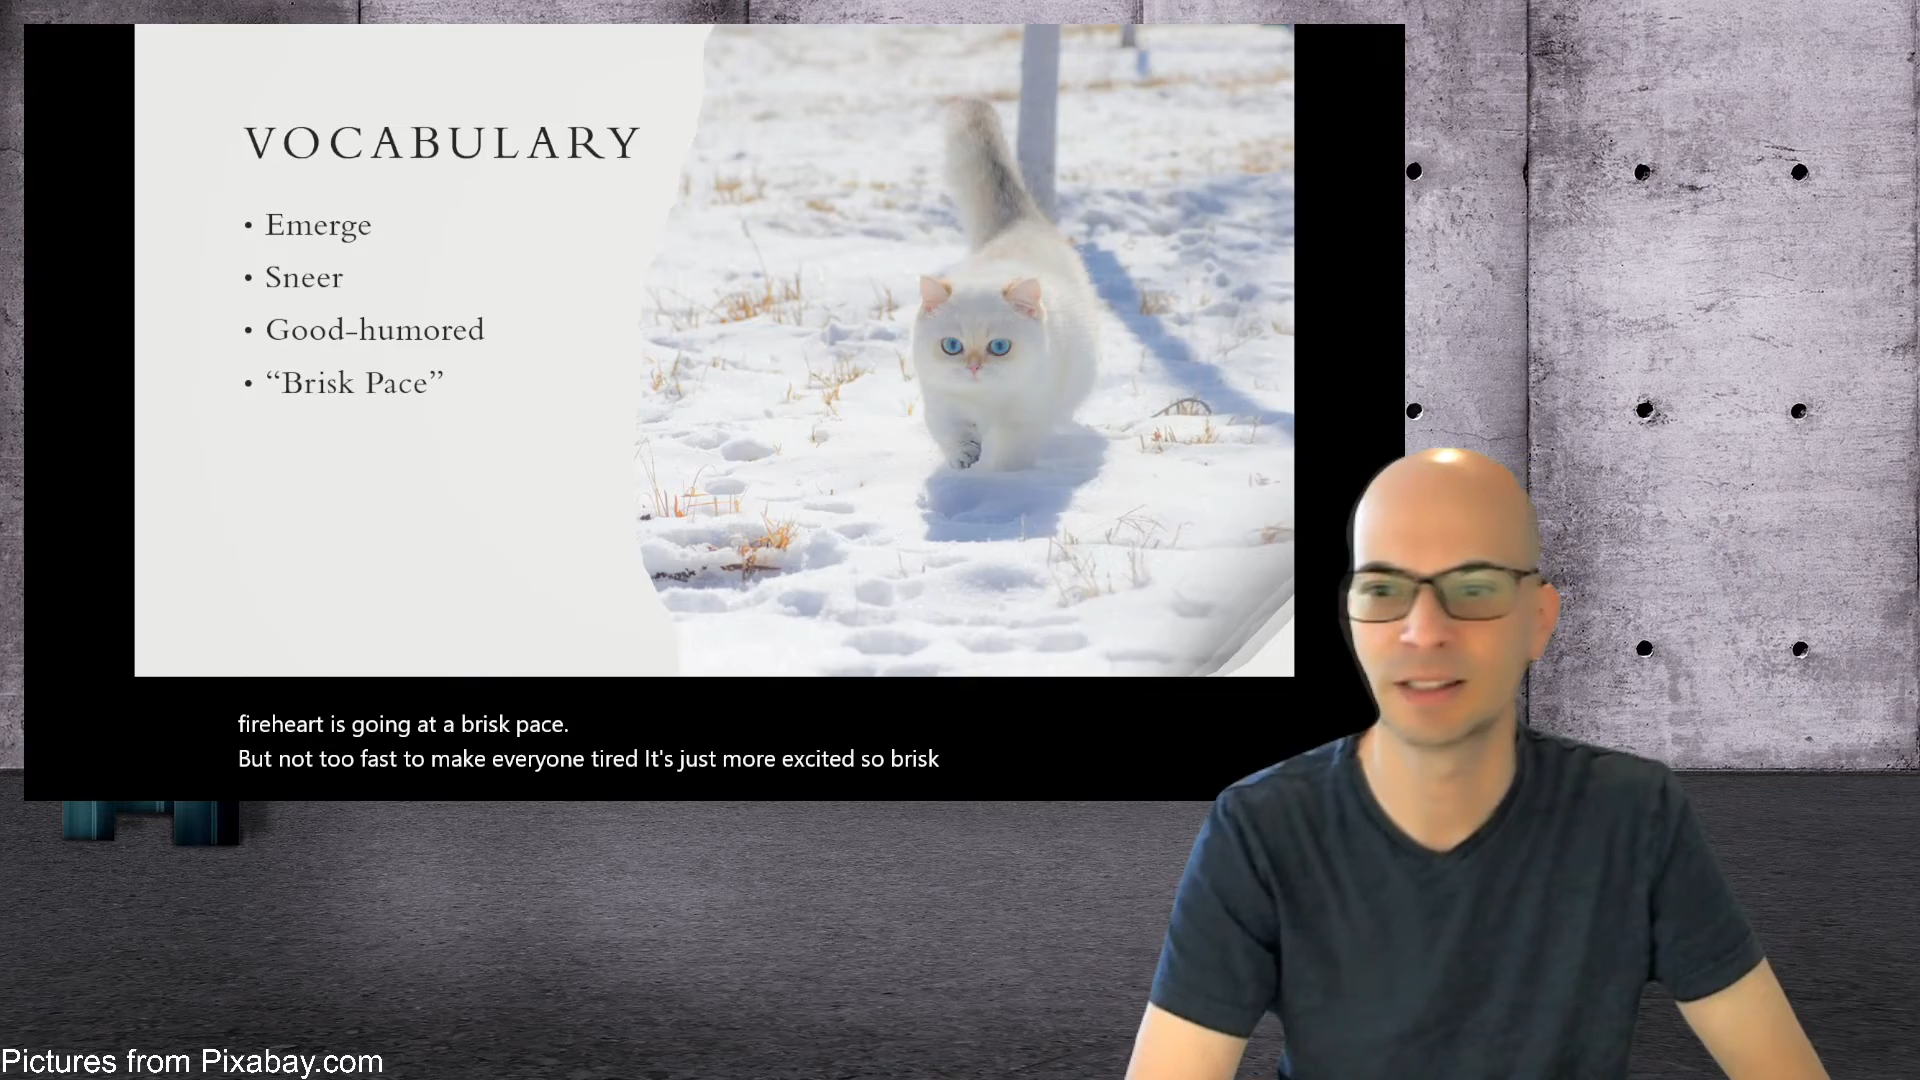 VOCABULARY
• Emerge
• Sneer
• Good-humored
• “Brisk Pace”
fireheart is going at a brisk pace.
But not too fast to make everyone tired It's just more excited so brisk
Pictures from Pixabay.com